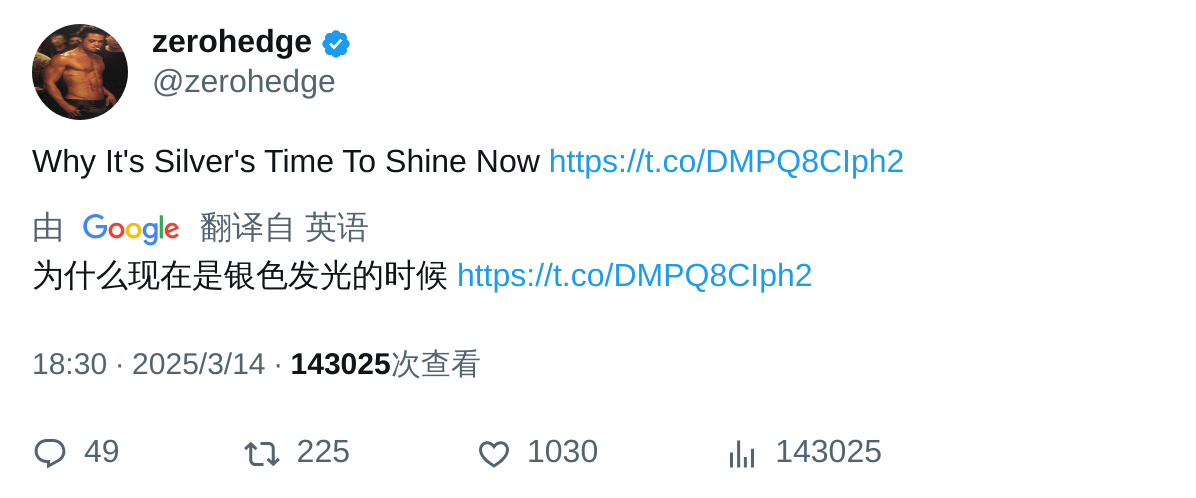 zerohedge
@zerohedge
Why It's Silver's Time To Shine Now https://t.co/DMPQ8CIph2
由 Google 翻译自 英语
为什么现在是银色发光的时候 https://t.co/DMPQ8CIph2
18:30 · 2025/3/14 · 143025次查看
49 225 1030 143025